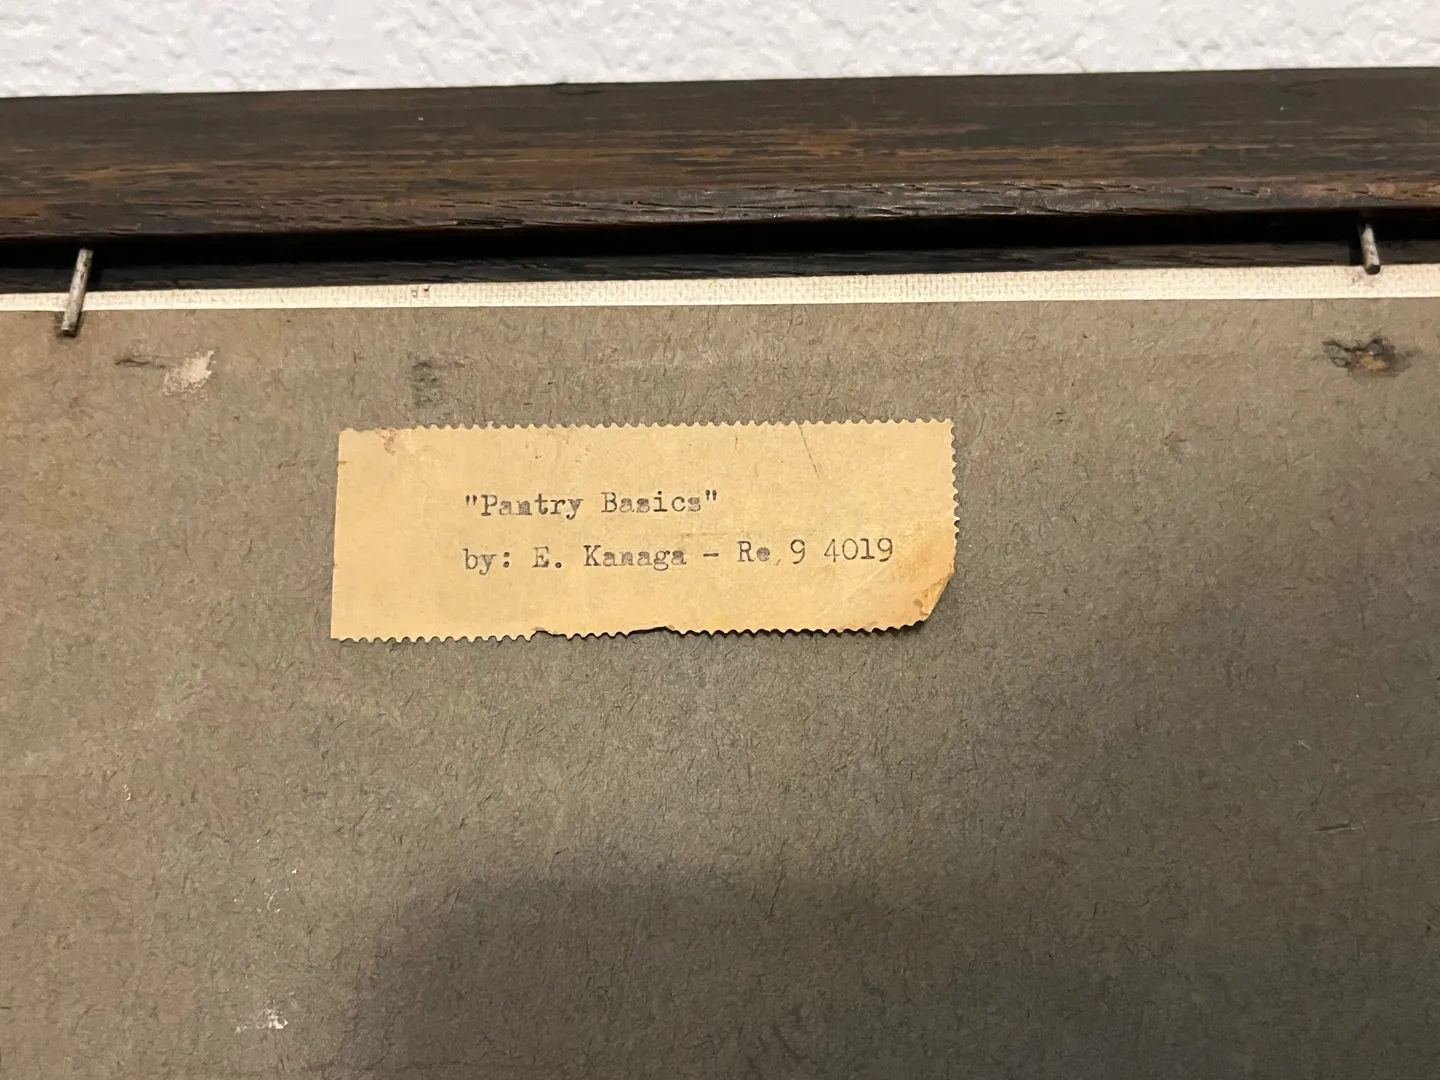 "Pantry Basics"
by: E. Kanaga - Re, 9 4019